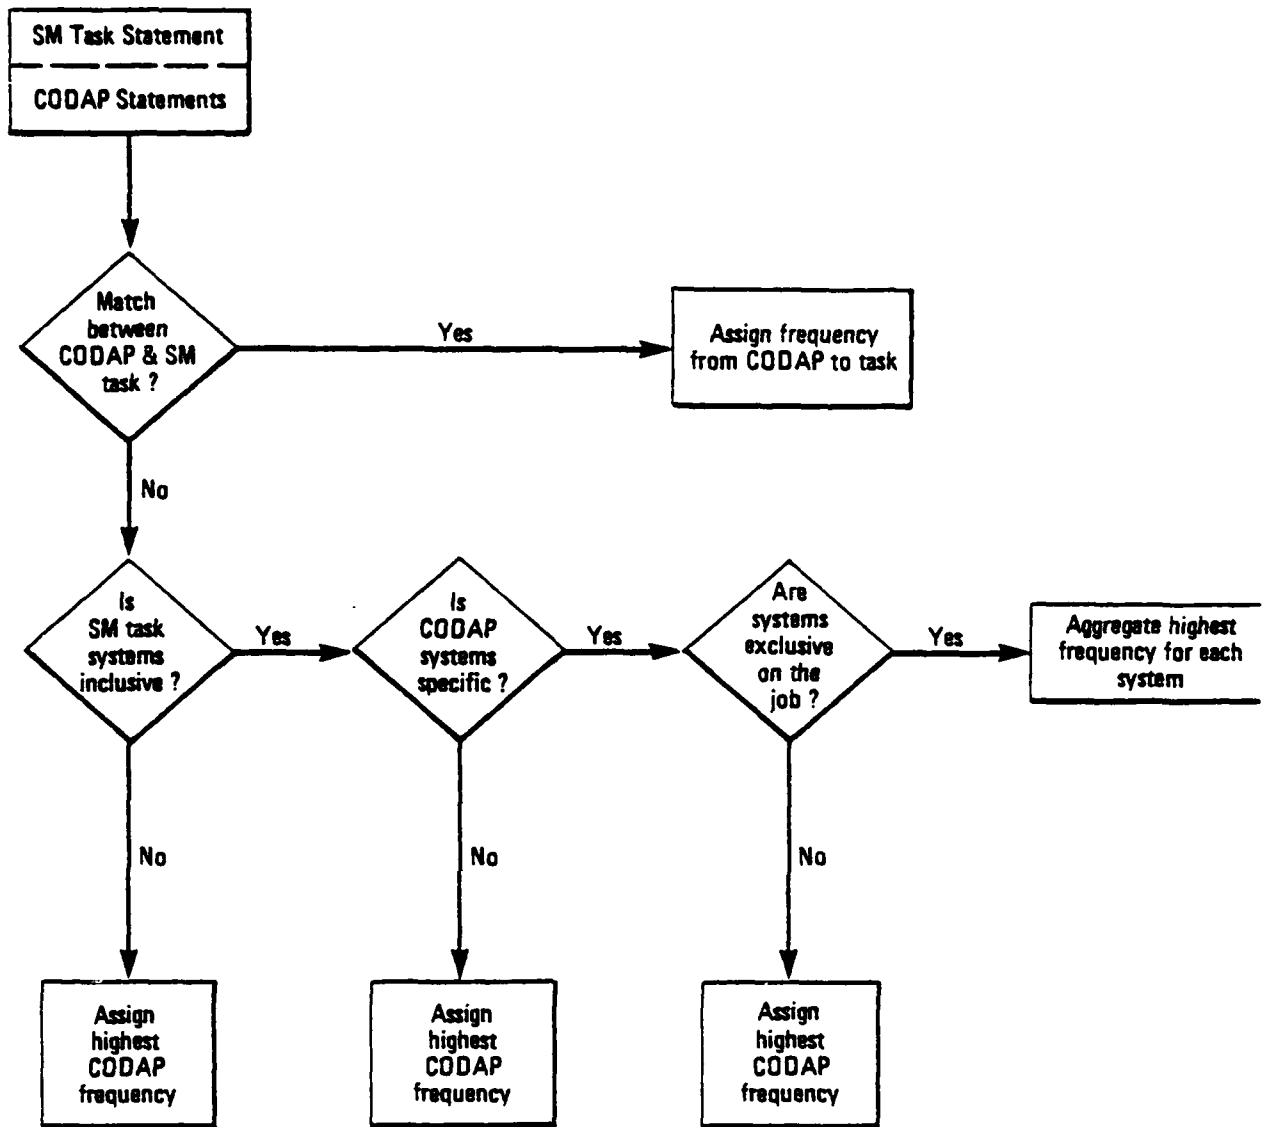 SM Task Statement
CODAP Statements
Match
between
CODAP & SM
task ?
Yes
Assign frequency
from CODAP to task
No
Is
SM task
systems
inclusive ?
Yes
Is
CODAP
systems
specific ?
Yes
Are
systems
exclusive
on the
job ?
Yes
Aggregate highest
frequency for each
system
No
No
No
Assign
highest
CODAP
frequency
Assign
highest
CODAP
frequency
Assign
highest
CODAP
frequency